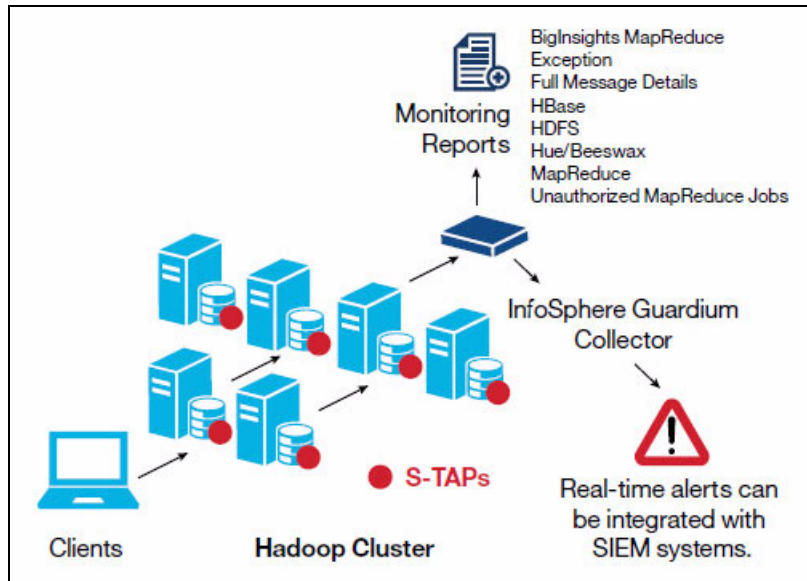 BigInsights MapReduce
Exception
Full Message Details
HBase
HDFS
Hue/Beeswax
MapReduce
Unauthorized MapReduce Jobs
Monitoring
Reports
InfoSphere Guardium
Collector
S-TAPs
Real-time alerts can
be integrated with
SIEM systems.
Clients
Hadoop Cluster